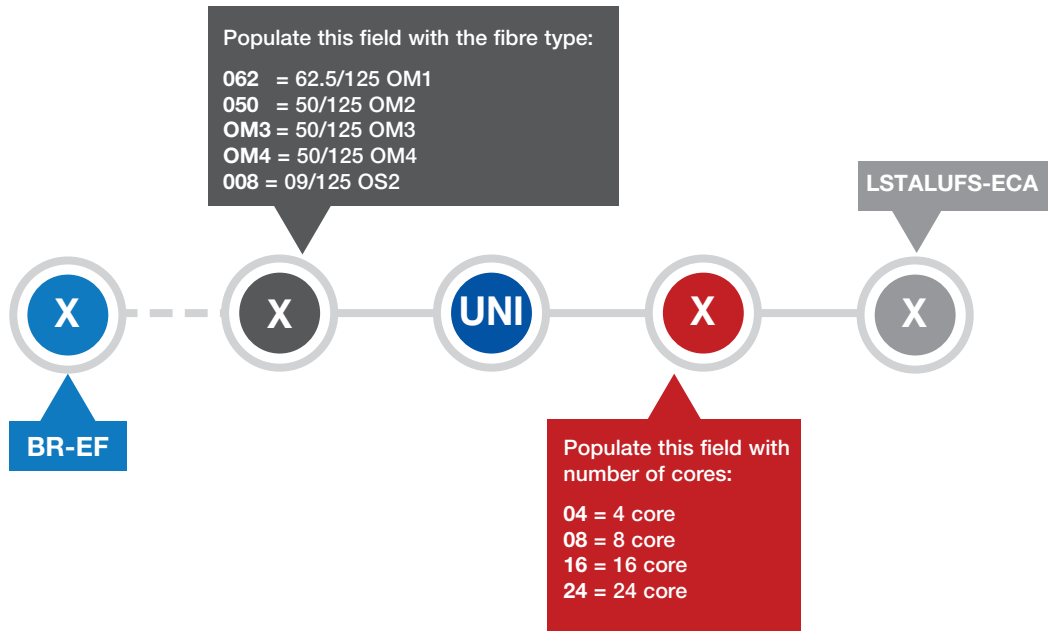 Populate this field with the fibre type:
062 = 62.5/125 OM1
050 = 50/125 OM2
OM3 = 50/125 OM3
OM4 = 50/125 OM4
008 = 09/125 OS2
LSTALUFS-ECA
X
X
UNI
X
X
BR-EF
Populate this field with
number of cores:
04 = 4 core
08 = 8 core
16 = 16 core
24 = 24 core